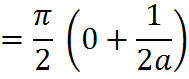 = π/2 (0 + 1/2a)